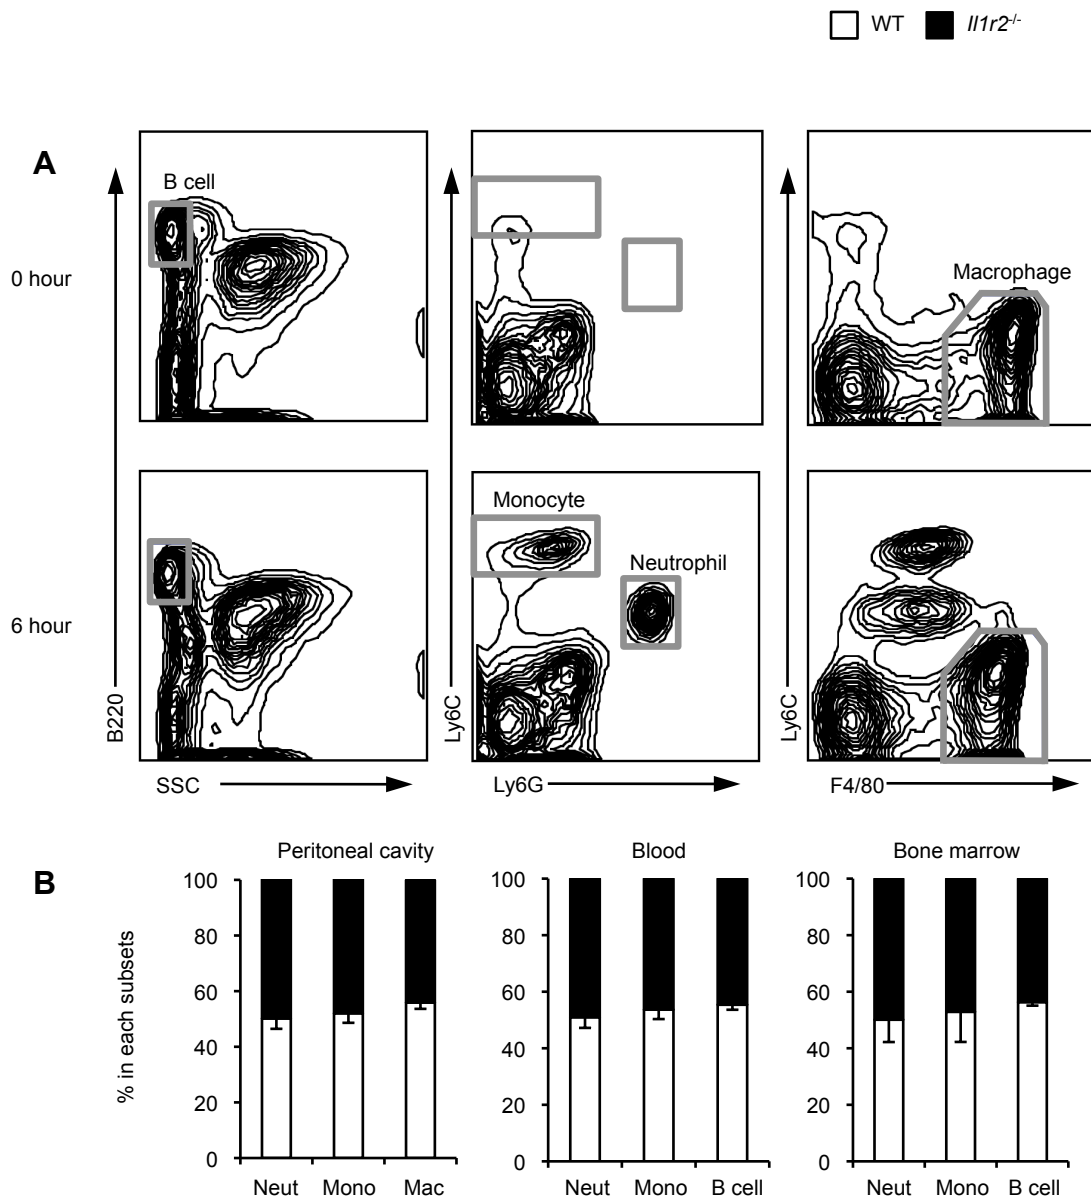 WT Il1r2-/-
A
B cell
0 hour
Macrophage
Monocyte
Neutrophil
6 hour
B220
Ly6C
Ly6C
SSC
Ly6G
F4/80
B
Peritoneal cavity
Blood
Bone marrow
% in each subsets
100
80
60
40
20
0
Neut Mono Mac
100
80
60
40
20
0
Neut Mono B cell
100
80
60
40
20
0
Neut Mono B cell